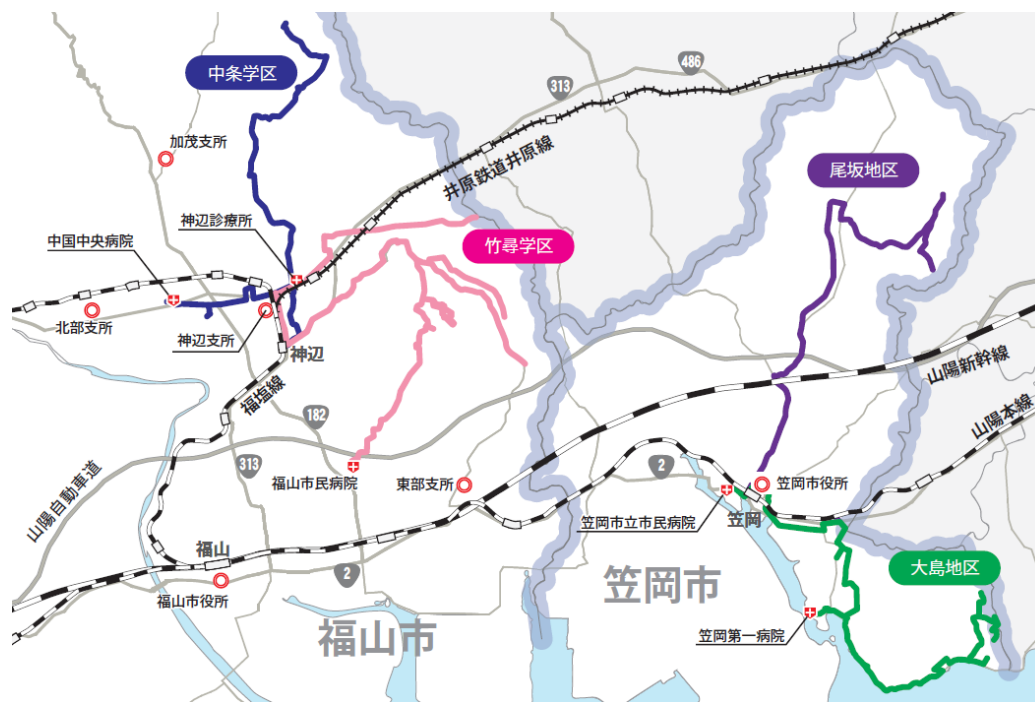 中条学区
486
313
加茂支所
井原鉄道井原線
尾坂地区
神辺診療所
中国中央病院
竹尋学区
北部支所
神辺支所
神辺
山陽新幹線
福塩線
山陽本線
182
313
2
福山市民病院
東部支所
笠岡市役所
山陽自動車道
笠岡市立市民病院
笠岡
福山
大島地区
2
笠岡市
福山市役所
福山市
笠岡第一病院